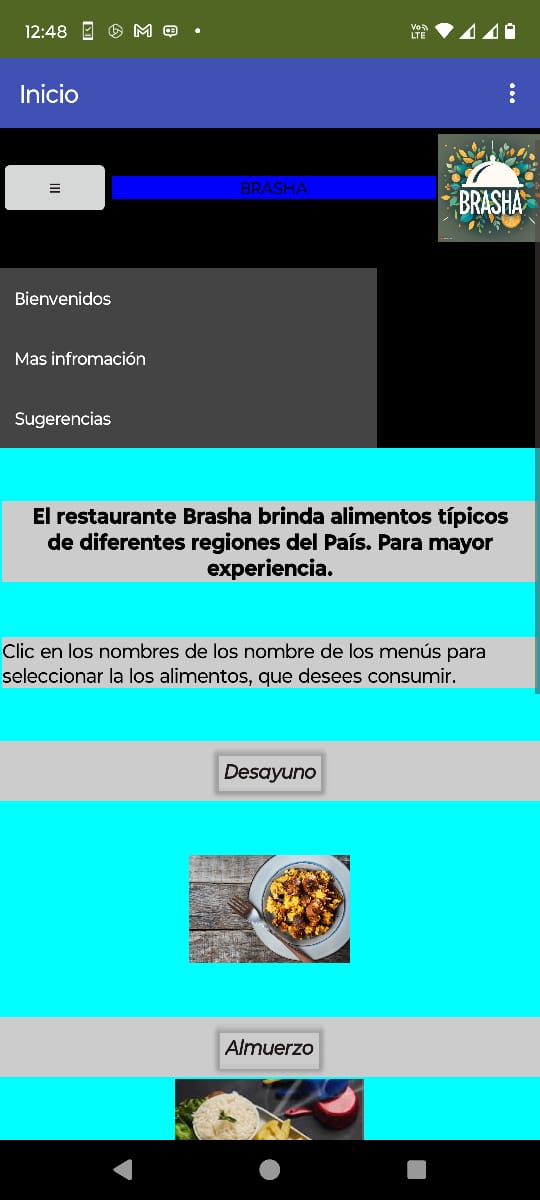 12:48
Vo
LTE
Inicio
BRASHA
BRASHA
Bienvenidos
Mas infromación
Sugerencias
El restaurante Brasha brinda alimentos típicos
de diferentes regiones del País. Para mayor
experiencia.
Clic en los nombres de los nombre de los menús para
seleccionar la los alimentos, que desees consumir.
Desayuno
Almuerzo